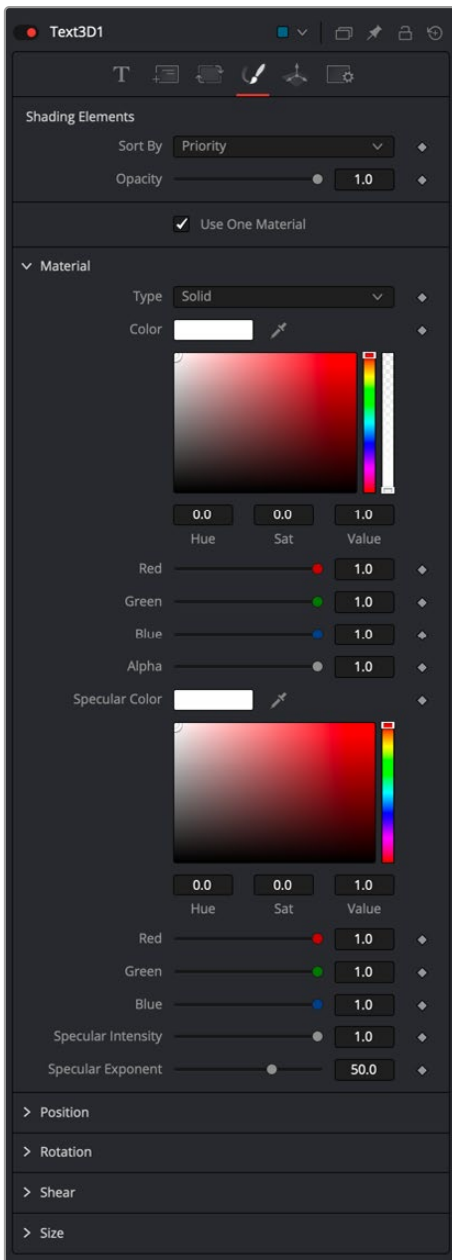 Text3D1
T
Shading Elements
Sort By Priority
Opacity 1.0
Use One Material
Material
Type Solid
Color
0.0 0.0 1.0
Hue Sat Value
Red 1.0
Green 1.0
Blue 1.0
Alpha 1.0
Specular Color
0.0 0.0 1.0
Hue Sat Value
Red 1.0
Green 1.0
Blue 1.0
Specular Intensity 1.0
Specular Exponent 50.0
Position
Rotation
Shear
Size